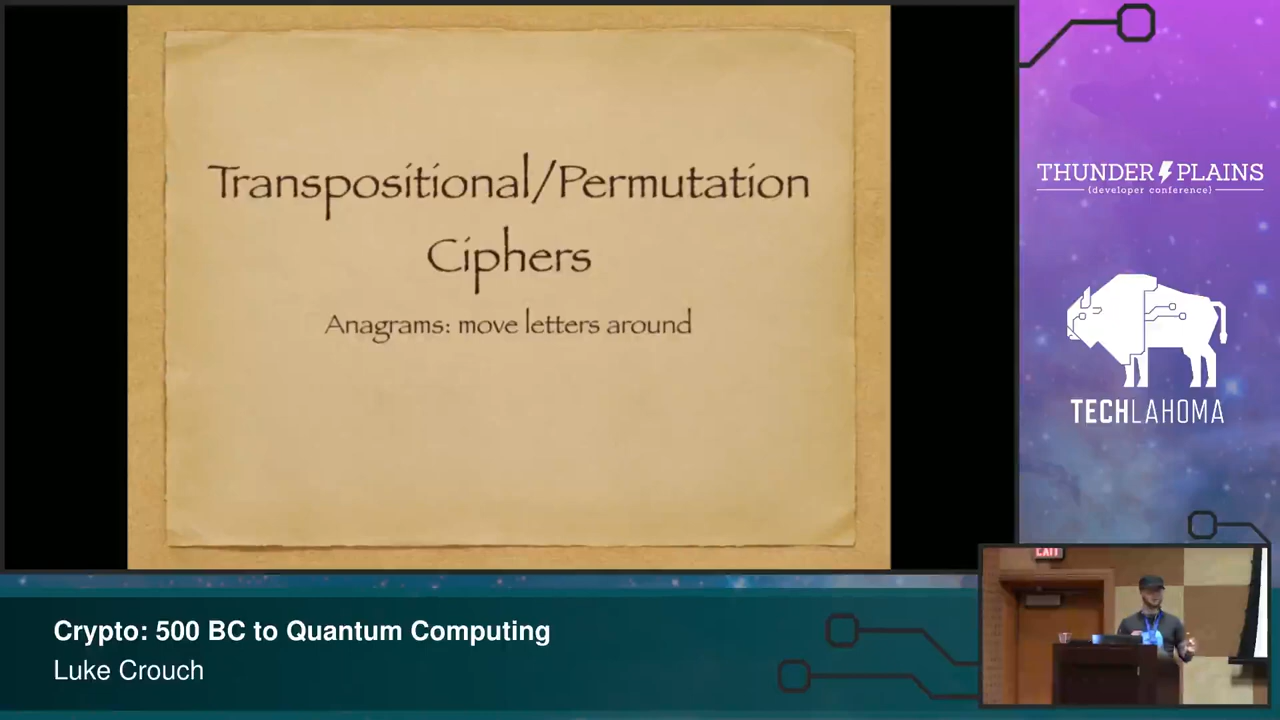 Transpositional/Permutation
Ciphers
Anagrams: move letters around
THUNDER PLAINS
{developer conference}
TECHLAHOMA
EXIT
Crypto: 500 BC to Quantum Computing
Luke Crouch